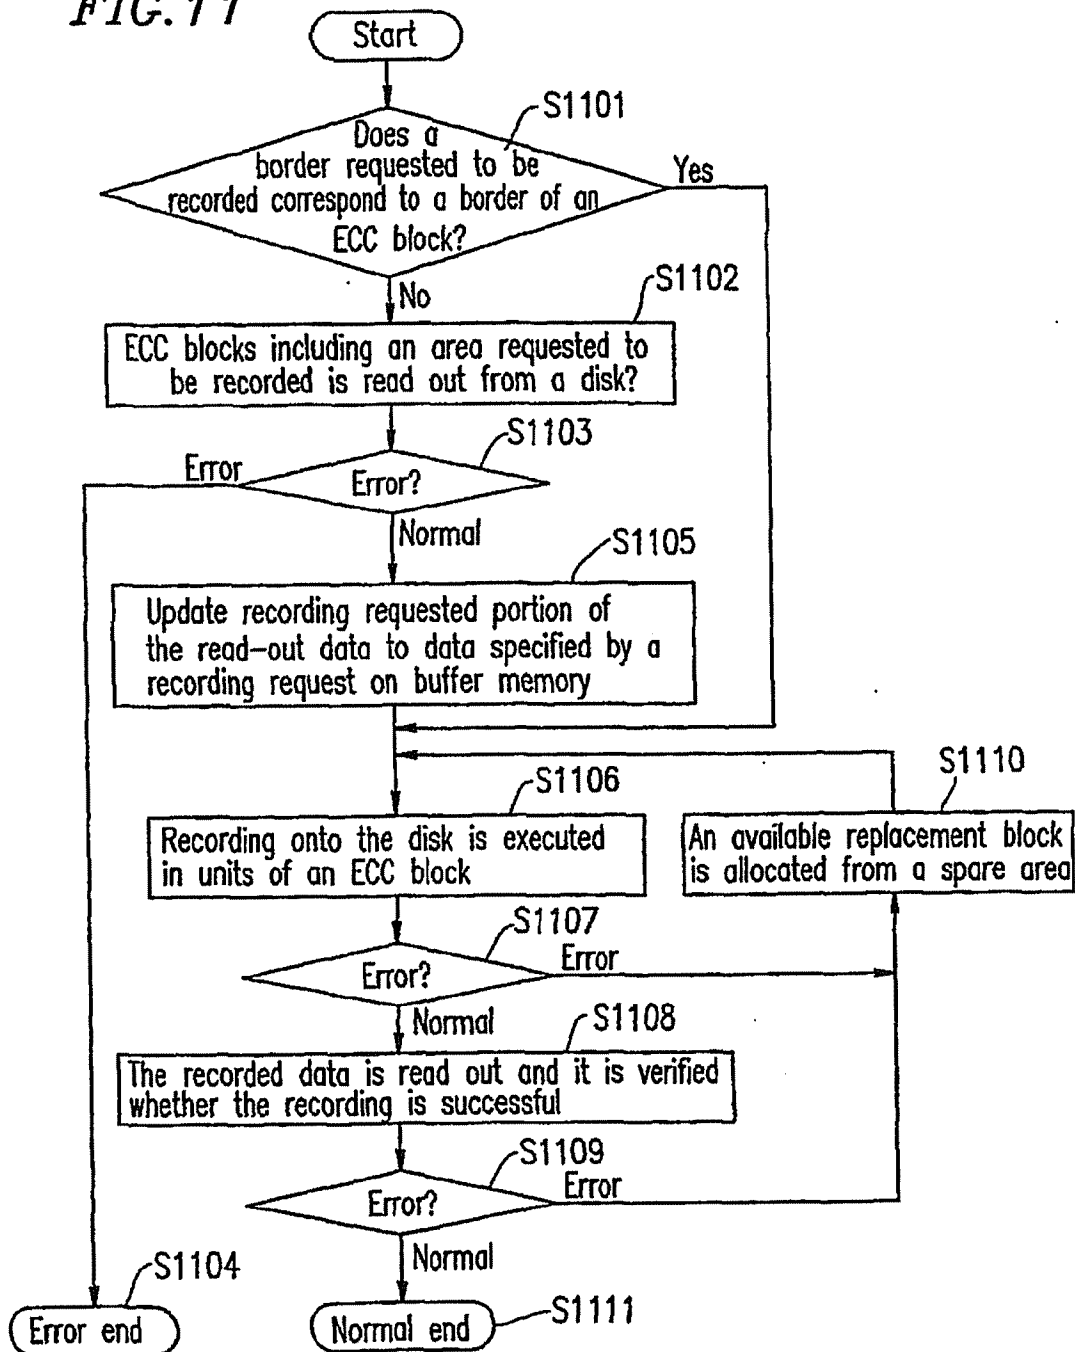 FIG. 11
Start
S1101
Does a
border requested to be
recorded correspond to a border of an
ECC block?
Yes
No
S1102
ECC blocks including an area requested to
be recorded is read out from a disk?
S1103
Error
Error?
Normal
S1105
Update recording requested portion of
the read-out data to data specified by a
recording request on buffer memory
S1106
Recording onto the disk is executed
in units of an ECC block
S1110
An available replacement block
is allocated from a spare area
S1107
Error?
Error
Normal
S1108
The recorded data is read out and it is verified
whether the recording is successful
S1109
Error?
Error
Normal
S1104
Error end
S1111
Normal end